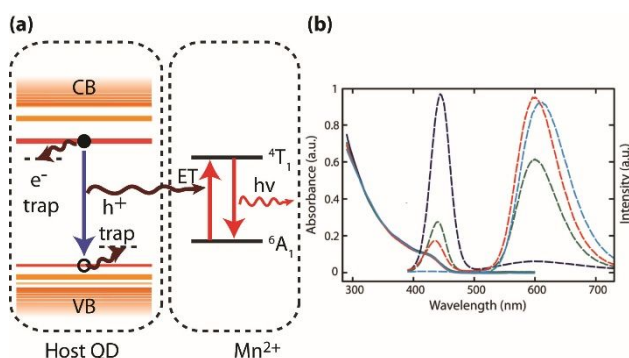 (a)
CB
e- trap
h+ trap
VB
Host QD
ET
⁴T₁
hν
⁶A₁
Mn²⁺
(b)
Absorbance (a.u.)
1
0.8
0.6
0.4
0.2
0
300
400
500
600
700
Wavelength (nm)
Intensity (a.u.)